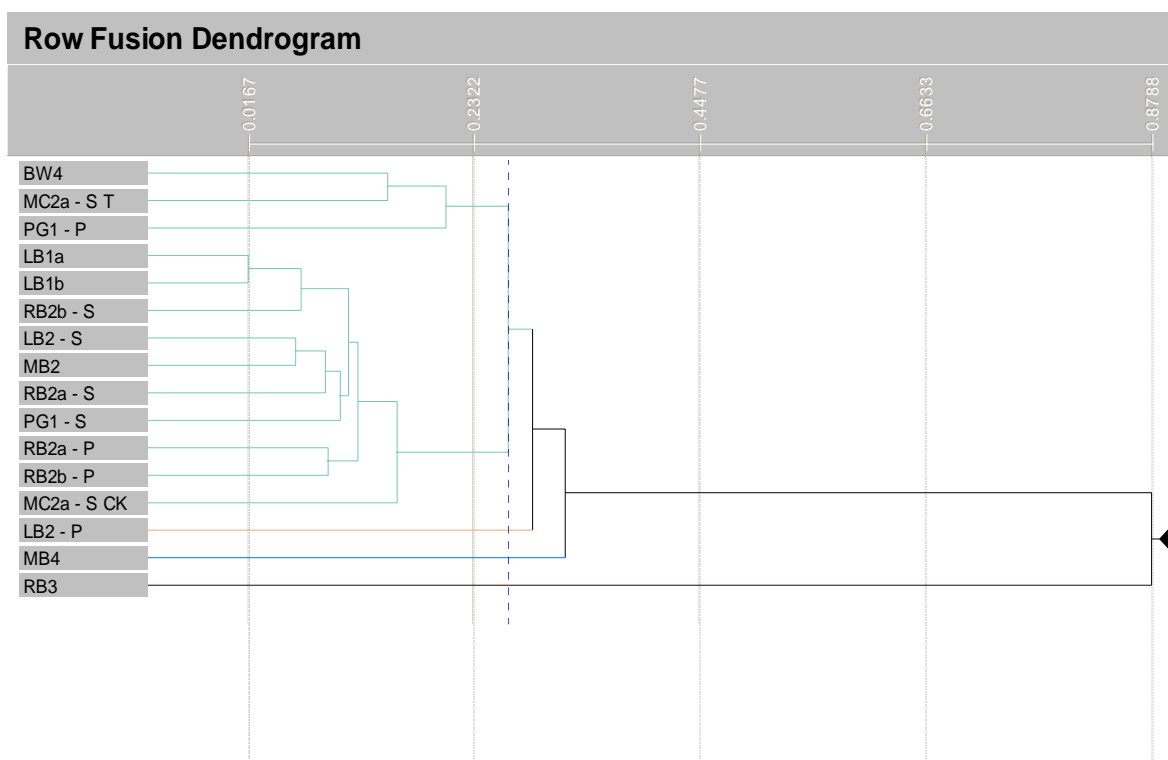 Row Fusion Dendrogram
0.0167
0.2322
0.4477
0.6633
0.8788
BW4
MC2a - S T
PG1 - P
LB1a
LB1b
RB2b - S
LB2 - S
MB2
RB2a - S
PG1 - S
RB2a - P
RB2b - P
MC2a - S CK
LB2 - P
MB4
RB3